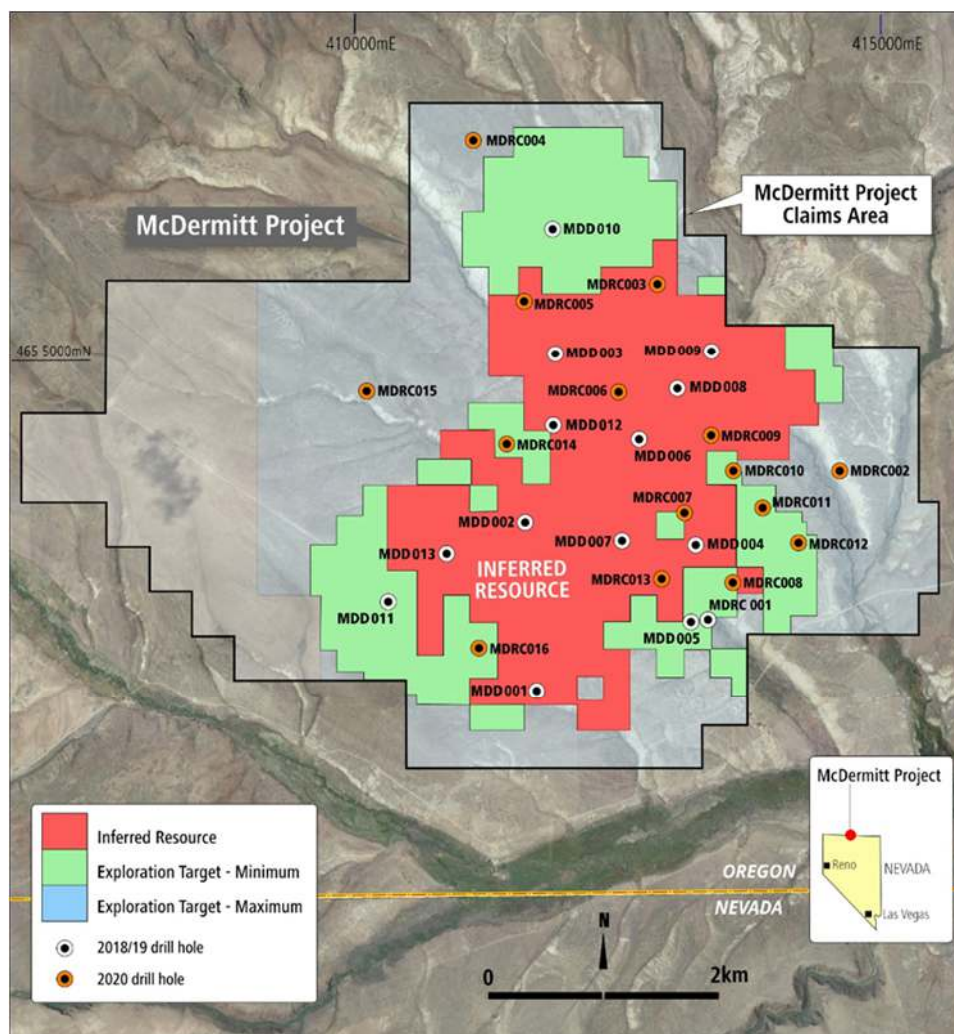 410000mE
415000mE
MDRC004
McDermitt Project
McDermitt Project
Claims Area
MDD010
MDRC003
MDRC005
465 5000mN
MDD003
MDD009
MDRC015
MDRC006
MDD008
MDD012
MDRC014
MDD006
MDRC009
MDRC010
MDRC002
MDRC007
MDRC011
MDD002
MDD013
MDD007
MDD004
MDRC012
INFERRED
RESOURCE
MDRC013
MDRC008
MDD011
MDRC 001
MDD005
MDRC016
MDD001
McDermitt Project
Reno
NEVADA
Las Vegas
Inferred Resource
Exploration Target - Minimum
Exploration Target - Maximum
2018/19 drill hole
2020 drill hole
OREGON
NEVADA
N
0
2km